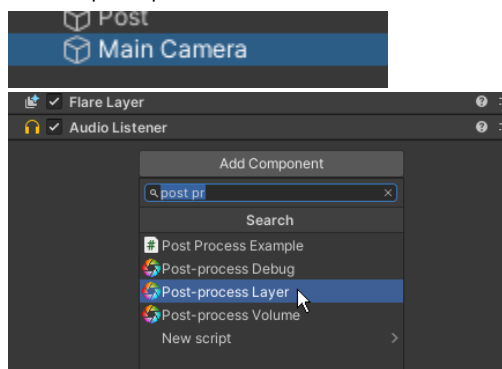 Post
Main Camera
Flare Layer
Audio Listener
Add Component
post pr
Search
Post Process Example
Post-process Debug
Post-process Layer
Post-process Volume
New script